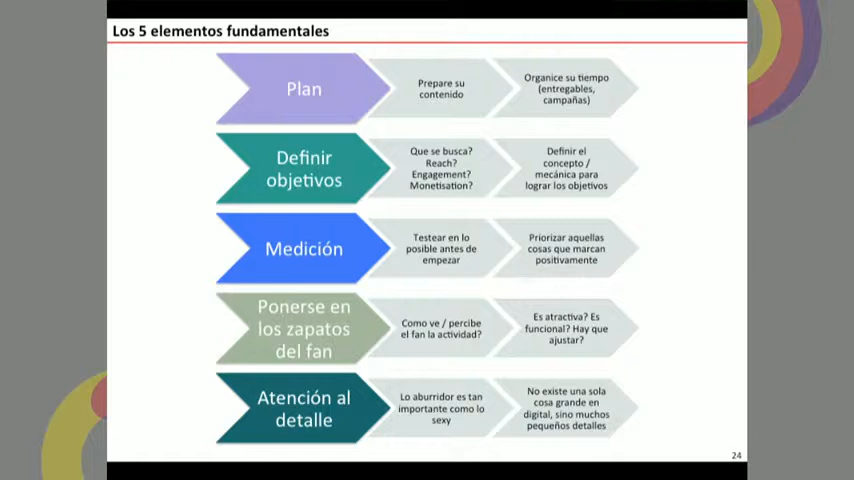 Los 5 elementos fundamentales
Plan
Prepare su
contenido
Organice su tiempo
(entregables,
campañas)
Definir
objetivos
Que se busca?
Reach?
Engagement?
Monetisation?
Definir el
concepto /
mecánica para
lograr los objetivos
Medición
Testear en lo
posible antes de
empezar
Priorizar aquellas
cosas que marcan
positivamente
Ponerse en
los zapatos
del fan
Como ve / percibe
el fan la actividad?
Es atractiva? Es
funcional? Hay que
ajustar?
Atención al
detalle
Lo aburridor es tan
importante como lo
sexy
No existe una sola
cosa grande en
digital, sino muchos
pequeños detalles
24